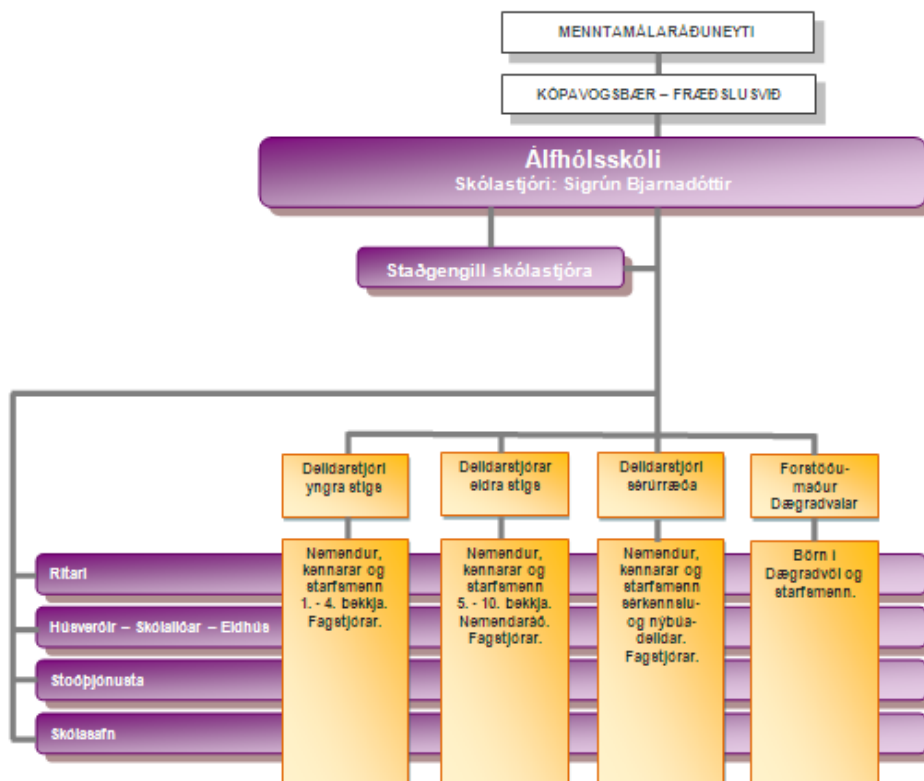 MENNTAMÁLARÁÐUNEYTI
KÓPAVOGSBÆR – FRÆÐSLUSVIÐ
Álfhólsskóli
Skólastjóri: Sigrún Bjarnadóttir
Staðgengill skólastjóra
Deildarstjóri
yngra stigs
Deildarstjórar
eldra stigs
Deildarstjóri
sérúrræða
Forstöðu-
maður
Dægradvalar
Nemendur,
kennarar og
starfsmenn
1. - 4. bekkja.
Fagstjórar.
Nemendur,
kennarar og
starfsmenn
5. - 10. bekkja.
Nemendaráð.
Fagstjórar.
Nemendur,
kennarar og
starfsmenn
sérkennslu-
og nýbúa-
deildar.
Fagstjórar.
Börn í
Dægradvöl og
starfsmenn.
Ritari
Húsverðir – Skólaliðar – Eldhús
Stoðþjónusta
Skólasafn